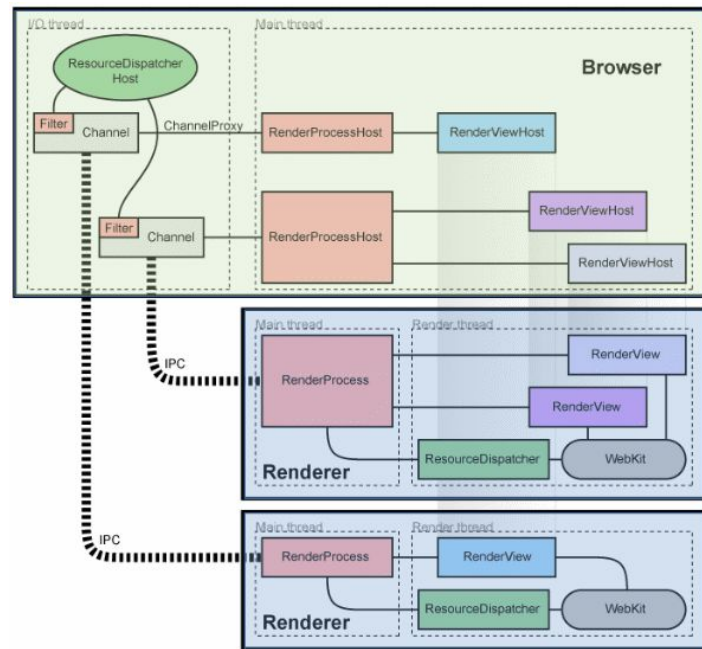 I/O thread
Main thread
ResourceDispatcher
Host
Browser
Filter
Channel
ChannelProxy
RenderProcessHost
RenderViewHost
Filter
Channel
RenderProcessHost
RenderViewHost
RenderViewHost
IPC
Main thread
Render thread
RenderProcess
RenderView
RenderView
ResourceDispatcher
WebKit
Renderer
IPC
Main thread
Render thread
RenderProcess
RenderView
ResourceDispatcher
WebKit
Renderer